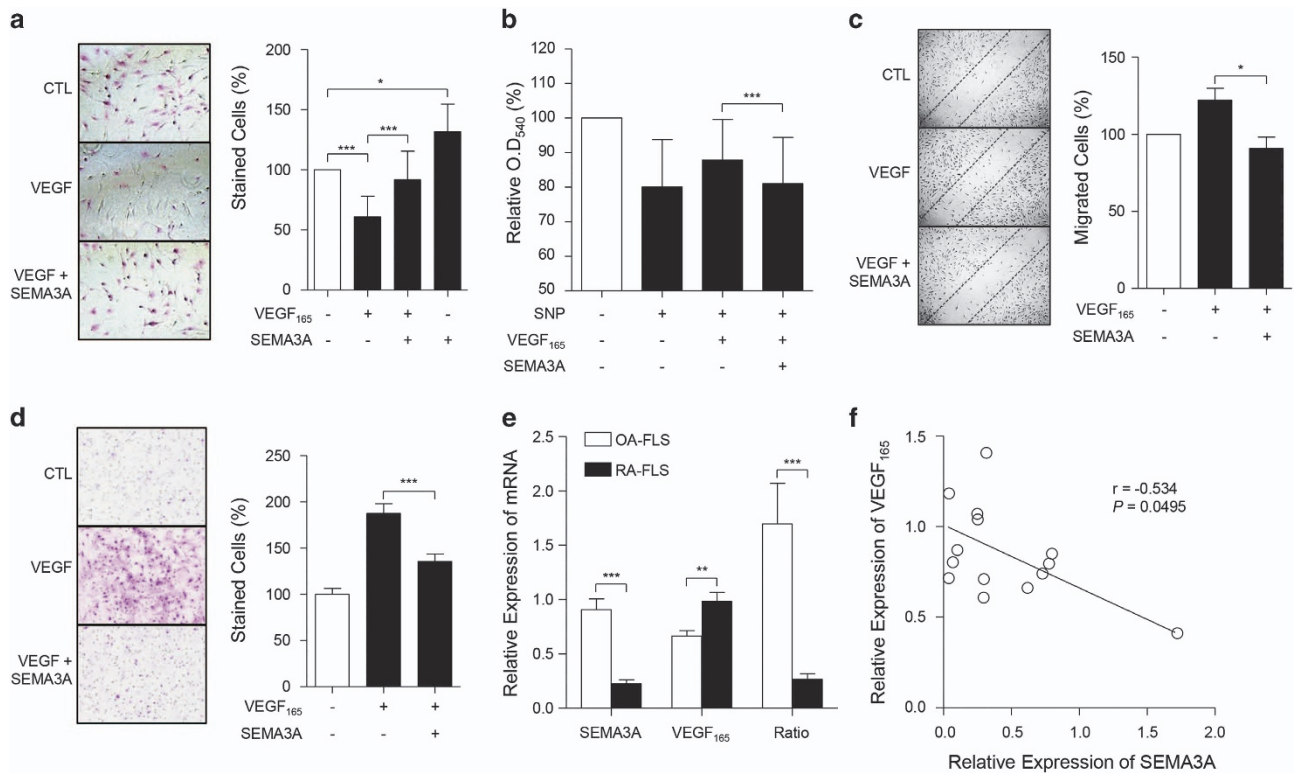 a
CTL
VEGF
VEGF +
SEMA3A
Stained Cells (%)
200
150
100
50
0
*
***
***
VEGF165 - + + -
SEMA3A - - + +
b
Relative O.D540 (%)
120
110
100
90
80
70
60
50
***
SNP - + + +
VEGF165 - - + +
SEMA3A - - - +
c
CTL
VEGF
VEGF +
SEMA3A
Migrated Cells (%)
150
100
50
0
*
VEGF165 - + +
SEMA3A - - +
d
CTL
VEGF
VEGF +
SEMA3A
Stained Cells (%)
250
200
150
100
50
0
***
VEGF165 - + +
SEMA3A - - +
e
Relative Expression of mRNA
2.5
2.0
1.5
1.0
0.5
0.0
OA-FLS
RA-FLS
***
**
***
SEMA3A VEGF165 Ratio
f
Relative Expression of VEGF165
1.5
1.0
0.5
0.0
r = -0.534
P = 0.0495
0.0 0.5 1.0 1.5 2.0
Relative Expression of SEMA3A